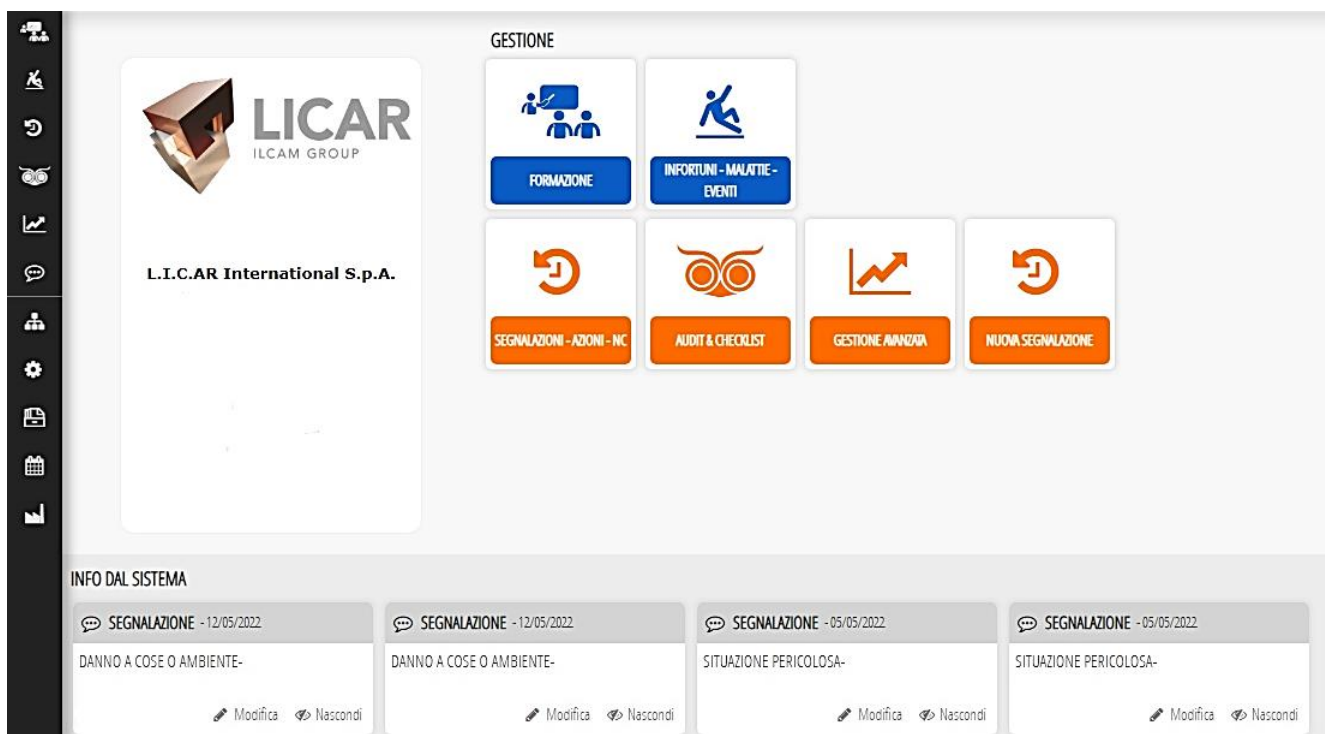 GESTIONE
LICAR
ILCAM GROUP
L.I.C.AR International S.p.A.
FORMAZIONE
INFORTUNI - MALATTIE -
EVENTI
SEGNALAZIONI - AZIONI - NC
AUDIT & CHECKLIST
GESTIONE AVANZATA
NUOVA SEGNALAZIONE
INFO DAL SISTEMA
SEGNALAZIONE - 12/05/2022
DANNO A COSE O AMBIENTE-
Modifica Nascondi
SEGNALAZIONE - 12/05/2022
DANNO A COSE O AMBIENTE-
Modifica Nascondi
SEGNALAZIONE - 05/05/2022
SITUAZIONE PERICOLOSA-
Modifica Nascondi
SEGNALAZIONE - 05/05/2022
SITUAZIONE PERICOLOSA-
Modifica Nascondi